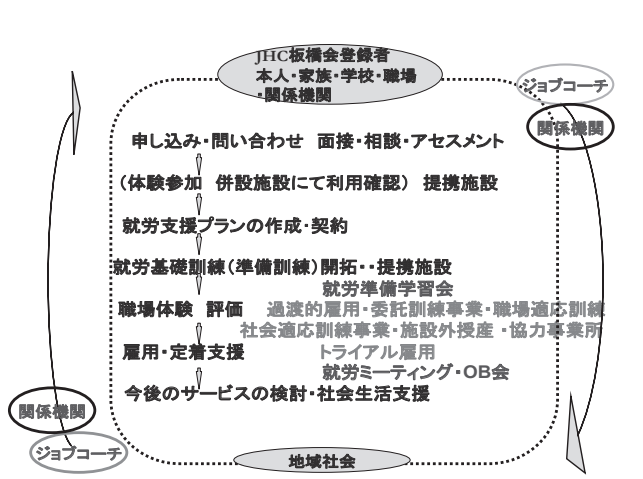 JHC板橋会登録者
本人・家族・学校・職場
・関係機関
ジョブコーチ
関係機関
申し込み・問い合わせ　面接・相談・アセスメント
（体験参加　併設施設にて利用確認）　提携施設
就労支援プランの作成・契約
就労基礎訓練（準備訓練）開拓・・提携施設
就労準備学習会
職場体験　評価　過渡的雇用・委託訓練事業・職場適応訓練
社会適応訓練事業・施設外授産　・協力事業所
雇用・定着支援　トライアル雇用
就労ミーティング・OB会
今後のサービスの検討・社会生活支援
関係機関
ジョブコーチ
地域社会